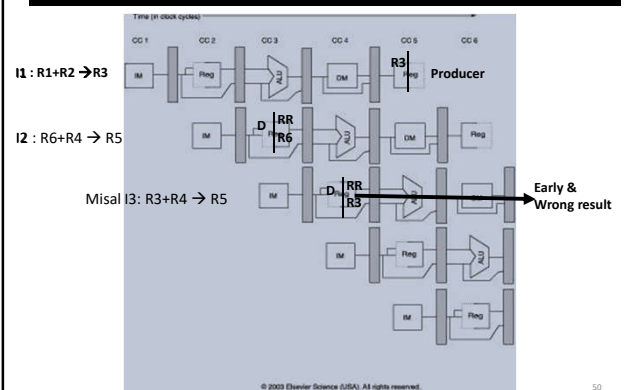 Time (in clock cycles)
CC 1 CC 2 CC 3 CC 4 CC 5 CC 6
I1 : R1+R2 → R3 IM Reg ALU DM R3 Reg Producer
I2 : R6+R4 → R5 IM D Reg RR R6 ALU DM Reg
Misal I3: R3+R4 → R5 IM D Reg RR R3 ALU DM Early &
Wrong result
IM Reg ALU
IM Reg
© 2003 Elsevier Science (USA). All rights reserved.
50